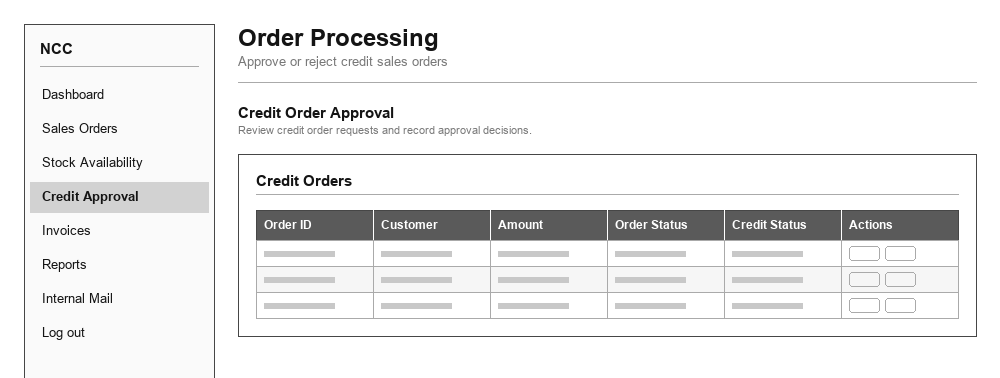 NCC
Dashboard
Sales Orders
Stock Availability
Credit Approval
Invoices
Reports
Internal Mail
Log out
Order Processing
Approve or reject credit sales orders
Credit Order Approval
Review credit order requests and record approval decisions.
Credit Orders
Order ID Customer Amount Order Status Credit Status Actions